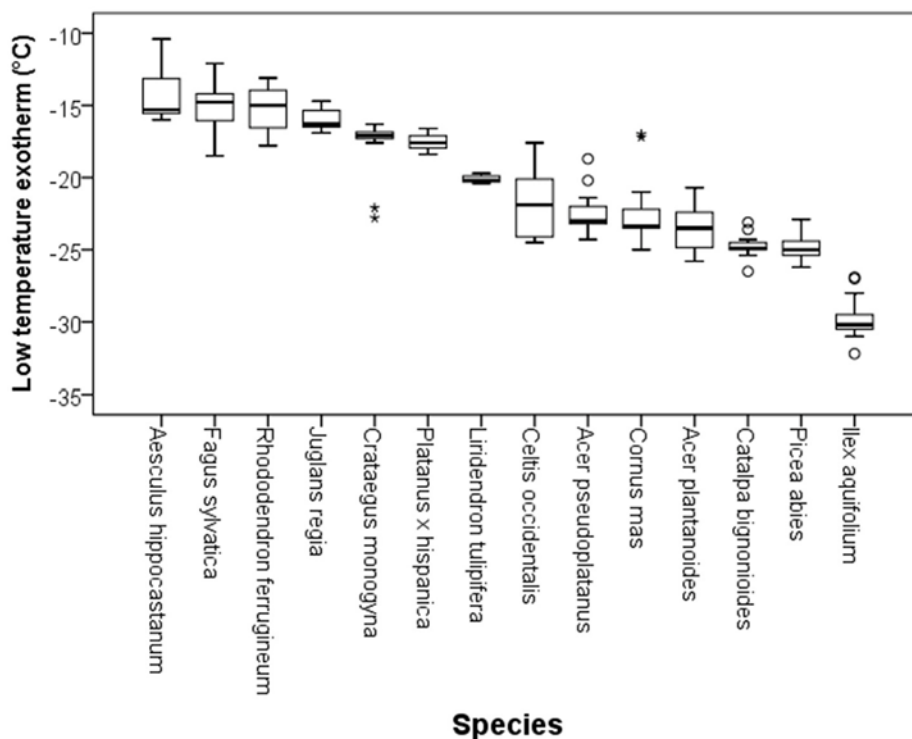 Low temperature exotherm (°C)
-10
-15
-20
-25
-30
-35
Aesculus hippocastanum
Fagus sylvatica
Rhododendron ferrugineum
Juglans regia
Crataegus monogyna
Platanus x hispanica
Liridendron tulipifera
Celtis occidentalis
Acer pseudoplatanus
Cornus mas
Acer plantanoides
Catalpa bignonioides
Picea abies
Ilex aquifolium
Species